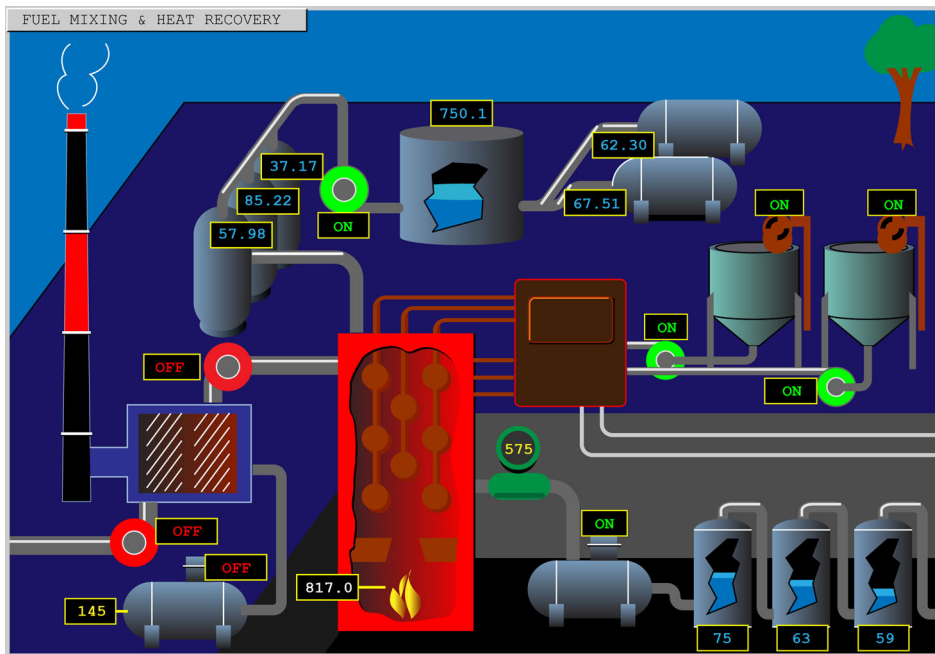 FUEL MIXING & HEAT RECOVERY
750.1
37.17
62.30
85.22
67.51
57.98
ON
ON
ON
ON
ON
OFF
575
OFF
ON
OFF
817.0
145
75
63
59